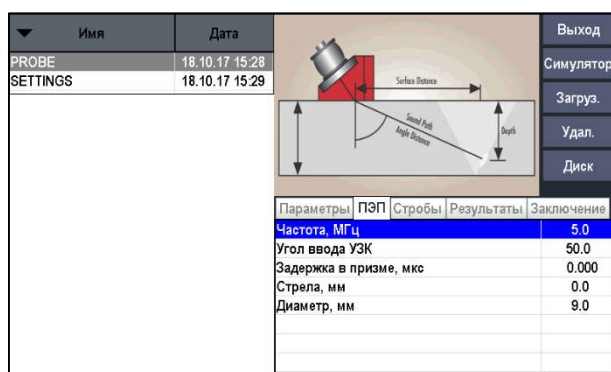 Имя Дата
PROBE 18.10.17 15:28
SETTINGS 18.10.17 15:29
Surface Distance
Sound Path
Angle Distance
Depth
Выход
Симулятор
Загруз.
Удал.
Диск
Параметры ПЭП Стробы Результаты Заключение
Частота, МГц 5.0
Угол ввода УЗК 50.0
Задержка в призме, мкс 0.000
Стрела, мм 0.0
Диаметр, мм 9.0